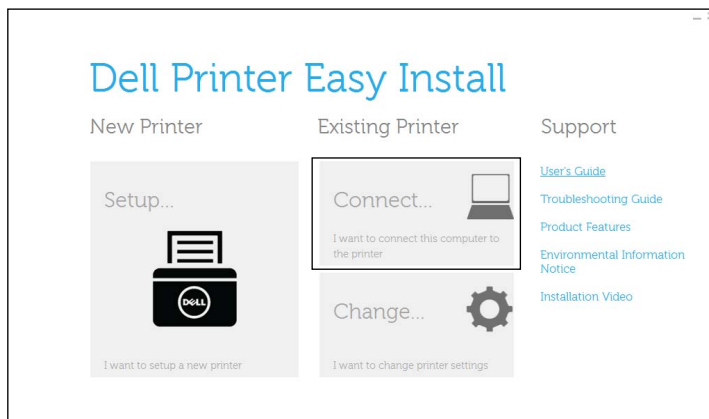 Dell Printer Easy Install
New Printer
Setup...
DELL
I want to setup a new printer
Existing Printer
Connect...
I want to connect this computer to
the printer
Change...
I want to change printer settings
Support
User's Guide
Troubleshooting Guide
Product Features
Environmental Information
Notice
Installation Video